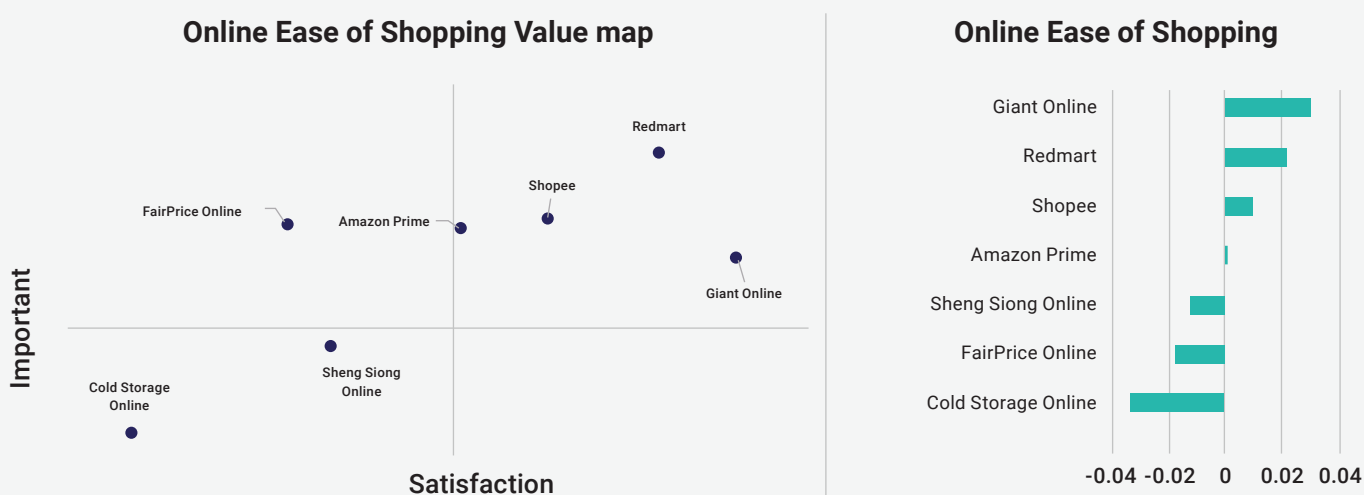 Online Ease of Shopping Value map
Redmart
Shopee
FairPrice Online
Amazon Prime
Giant Online
Important
Sheng Siong
Online
Cold Storage
Online
Satisfaction
Online Ease of Shopping
Giant Online
Redmart
Shopee
Amazon Prime
Sheng Siong Online
FairPrice Online
Cold Storage Online
-0.04 -0.02 0 0.02 0.04